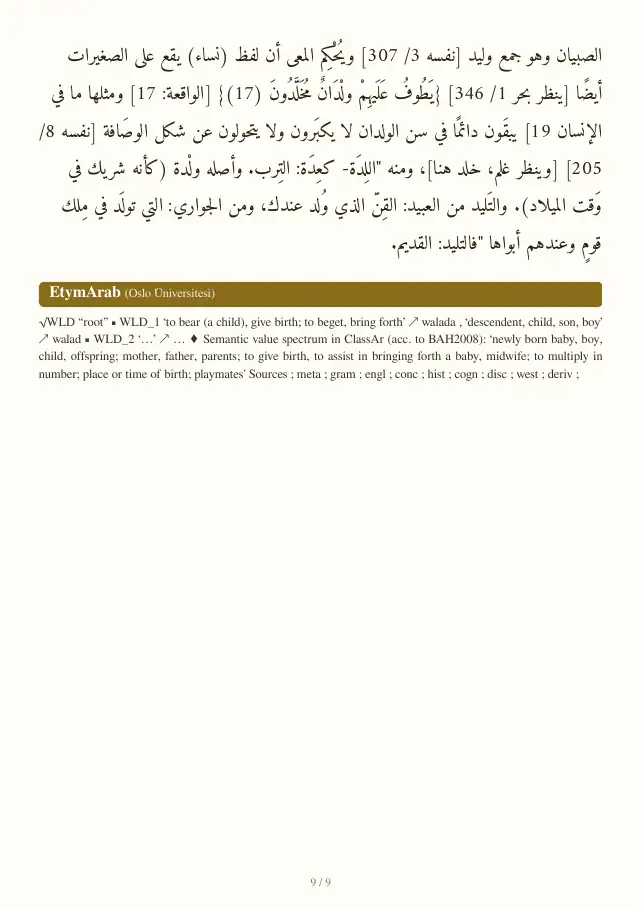 الصبيان وهو جمع وليد [نفسه 3/ 307] ويُحْكِم المعى أن لفظ (نساء) يقع على الصغيرات
أيضًا [ينظر بحر 1/ 346] {يَطُوفُ عَلَيهِمْ ولْدَانٌ مُخَلَّدُونَ (17)} [الواقعة: 17] ومثلها ما في
الإنسان 19] يبقَون دائمًا في سن الولدان لا يكبَرون ولا يتحولون عن شكل الوصَافة [نفسه 8/
205] [وينظر غلم، خلد هنا]، ومنه "اللِدَة- كعِدَة: التِرب. وأصله ولْدة (كأنه شريك في
وَقت الميلاد). والتَليد من العبيد: القِنّ الذي وُلد عندك، ومن الجواري: التي تولَد في مِلك
قومٍ وعندهم أبواها "فالتليد: القديم.
EtymArab (Oslo Üniversitesi)
√WLD “root” ▪ WLD_1 ‘to bear (a child), give birth; to beget, bring forth’ ↗ walada , ‘descendent, child, son, boy’
↗ walad ▪ WLD_2 ‘…’ ↗ … ♦ Semantic value spectrum in ClassAr (acc. to BAH2008): ‘newly born baby, boy,
child, offspring; mother, father, parents; to give birth, to assist in bringing forth a baby, midwife; to multiply in
number; place or time of birth; playmates’ Sources ; meta ; gram ; engl ; conc ; hist ; cogn ; disc ; west ; deriv ;
9 / 9